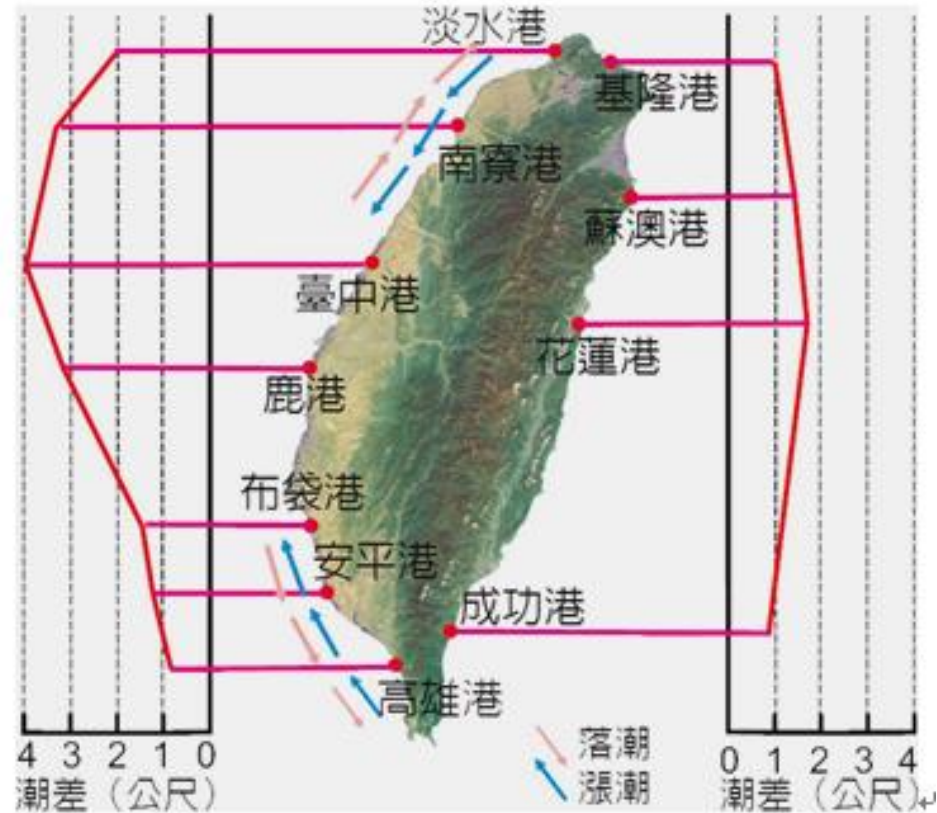 淡水港
基隆港
南寮港
蘇澳港
臺中港
花蓮港
鹿港
布袋港
安平港
成功港
高雄港
落潮
漲潮
4 3 2 1 0
0 1 2 3 4
潮差（公尺）
潮差（公尺）